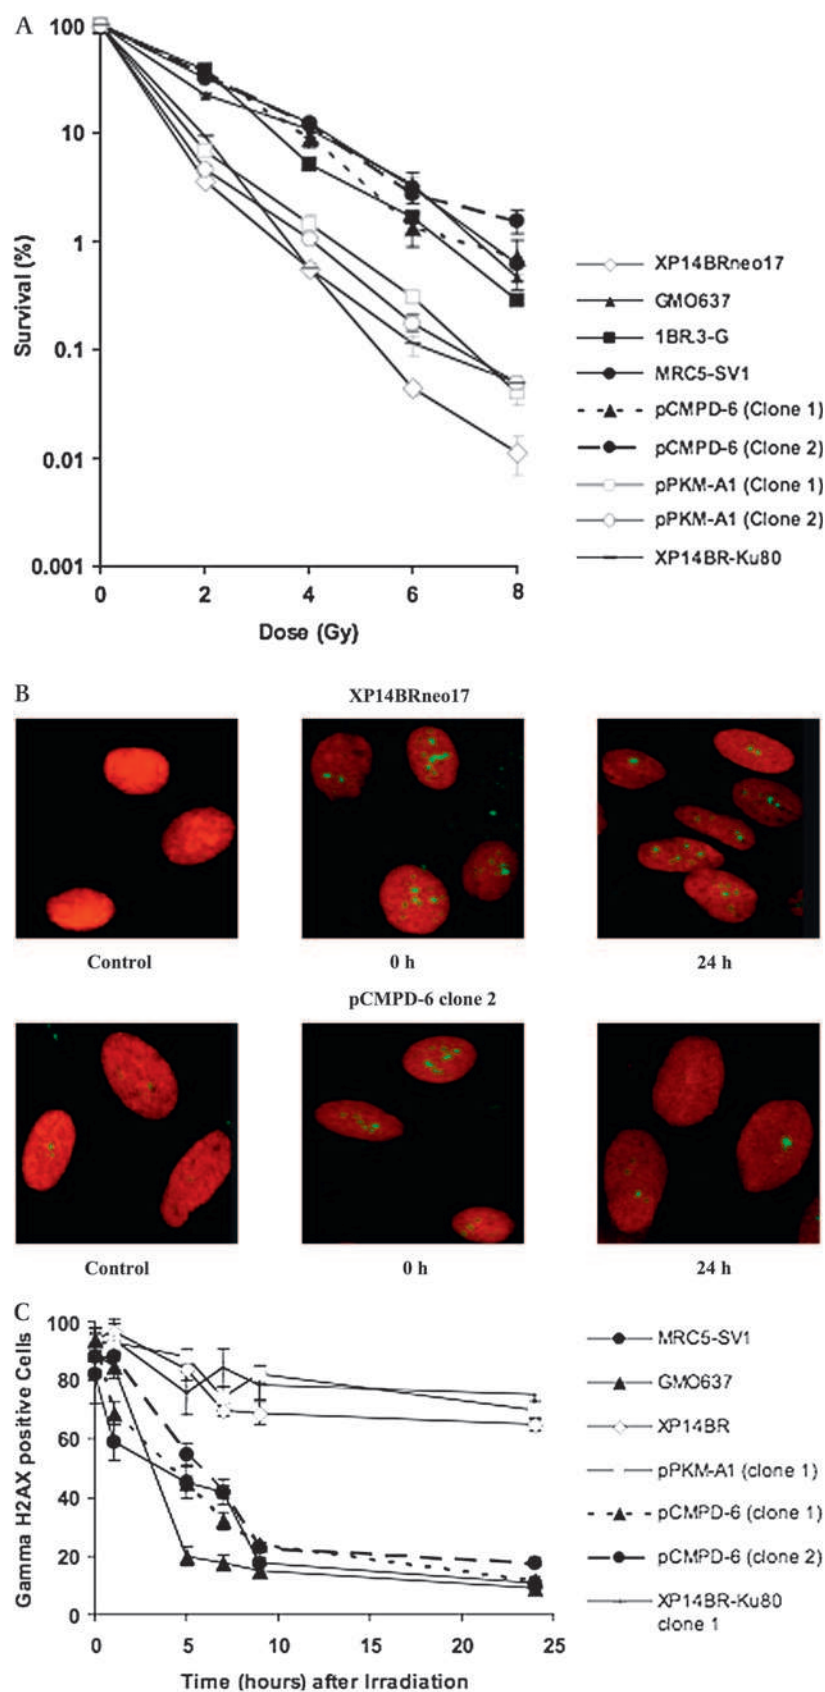 A
100
10
1
0.1
0.01
0.001
Survival (%)
0
2
4
6
8
Dose (Gy)
XP14BRneo17
GMO637
1BR.3-G
MRC5-SV1
pCMPD-6 (Clone 1)
pCMPD-6 (Clone 2)
pPKM-A1 (Clone 1)
pPKM-A1 (Clone 2)
XP14BR-Ku80
B
XP14BRneo17
Control
0 h
24 h
pCMPD-6 clone 2
Control
0 h
24 h
C
100
80
60
40
20
0
Gamma H2AX positive Cells
0
5
10
15
20
25
Time (hours) after Irradiation
MRC5-SV1
GMO637
XP14BR
pPKM-A1 (clone 1)
pCMPD-6 (clone 1)
pCMPD-6 (clone 2)
XP14BR-Ku80
clone 1